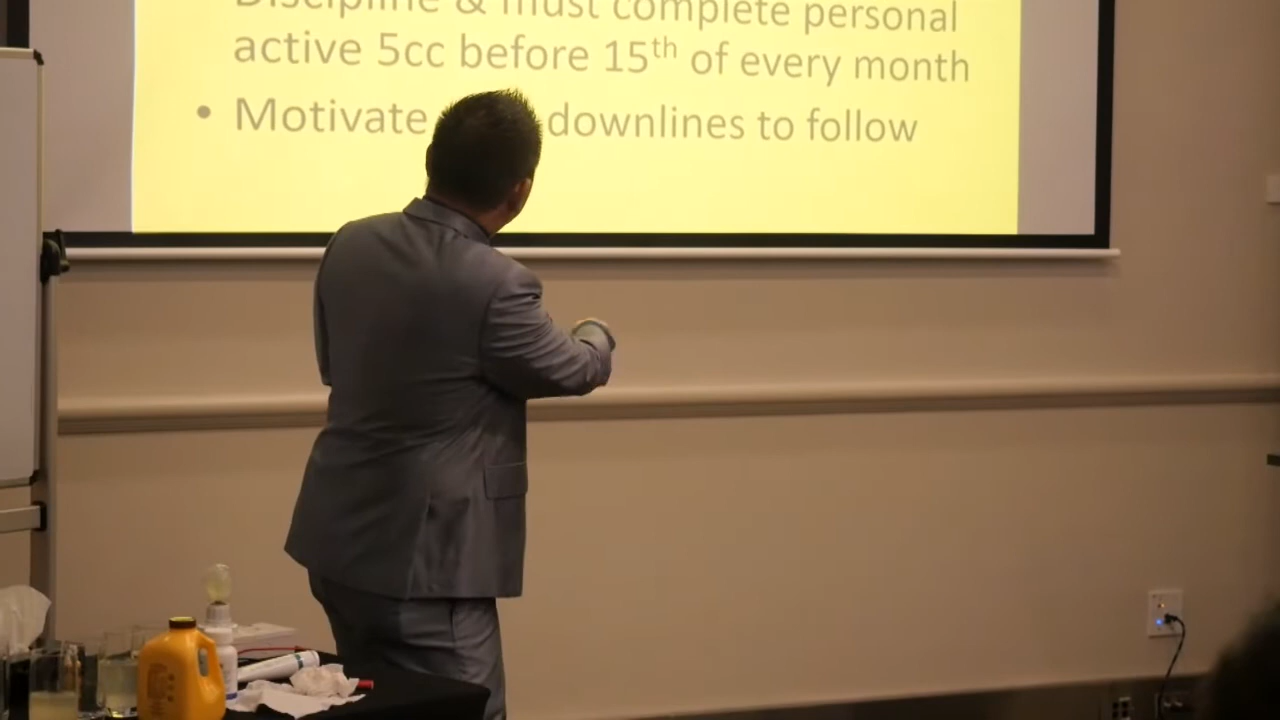 Discipline & must complete personal
active 5cc before 15th of every month
• Motivate downlines to follow